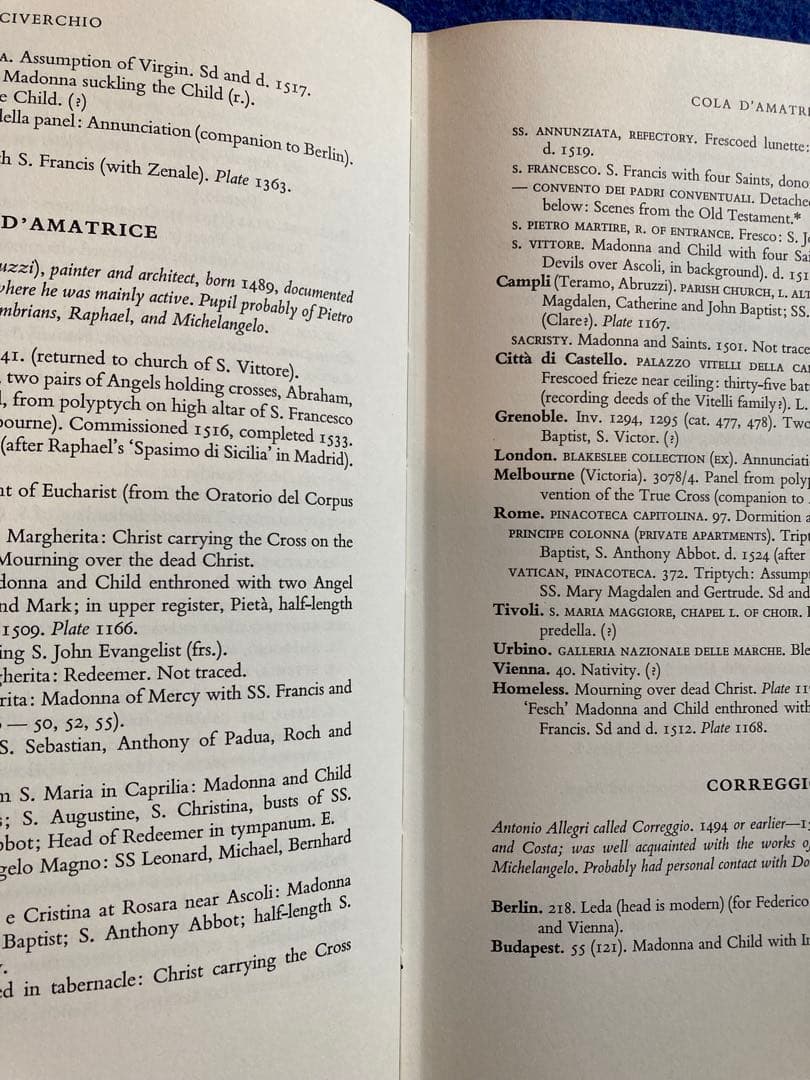 CIVERCHIO
A. Assumption of Virgin. Sd and d. 1517.
Madonna suckling the Child (r.).
e Child. (?)
della panel: Annunciation (companion to Berlin).
h S. Francis (with Zenale). Plate 1363.
D'AMATRICE
uzzi), painter and architect, born 1489, documented
where he was mainly active. Pupil probably of Pietro
mbrians, Raphael, and Michelangelo.
41. (returned to church of S. Vittore).
, two pairs of Angels holding crosses, Abraham,
l, from polyptych on high altar of S. Francesco
bourne). Commissioned 1516, completed 1533.
(after Raphael's 'Spasimo di Sicilia' in Madrid).
nt of Eucharist (from the Oratorio del Corpus
Margherita: Christ carrying the Cross on the
Mourning over the dead Christ.
donna and Child enthroned with two Angel
nd Mark; in upper register, Pietà, half-length
1509. Plate 1166.
ing S. John Evangelist (frs.).
gherita: Redeemer. Not traced.
rita: Madonna of Mercy with SS. Francis and
— 50, 52, 55).
S. Sebastian, Anthony of Padua, Roch and
m S. Maria in Caprilia: Madonna and Child
s; S. Augustine, S. Christina, busts of SS.
bbot; Head of Redeemer in tympanum. E.
ngelo Magno: SS Leonard, Michael, Bernhard
e Cristina at Rosara near Ascoli: Madonna
Baptist; S. Anthony Abbot; half-length S.
ed in tabernacle: Christ carrying the Cross
COLA D'AMATRI
SS. ANNUNZIATA, REFECTORY. Frescoed lunette:
d. 1519.
S. FRANCESCO. S. Francis with four Saints, dono
— CONVENTO DEI PADRI CONVENTUALI. Detached
below: Scenes from the Old Testament.*
S. PIETRO MARTIRE, R. OF ENTRANCE. Fresco: S. J
S. VITTORE. Madonna and Child with four Sai
Devils over Ascoli, in background). d. 151
Campli (Teramo, Abruzzi). PARISH CHURCH, L. ALT
Magdalen, Catherine and John Baptist; SS.
(Clare?). Plate 1167.
SACRISTY. Madonna and Saints. 1501. Not trace
Città di Castello. PALAZZO VITELLI DELLA CAN
Frescoed frieze near ceiling: thirty-five bat
(recording deeds of the Vitelli family?). L.
Grenoble. Inv. 1294, 1295 (cat. 477, 478). Two
Baptist, S. Victor. (?)
London. BLAKESLEE COLLECTION (EX). Annunciati
Melbourne (Victoria). 3078/4. Panel from polyp
vention of the True Cross (companion to
Rome. PINACOTECA CAPITOLINA. 97. Dormition a
PRINCIPE COLONNA (PRIVATE APARTMENTS). Tript
Baptist, S. Anthony Abbot. d. 1524 (after
VATICAN, PINACOTECA. 372. Triptych: Assumpt
SS. Mary Magdalen and Gertrude. Sd and
Tivoli. S. MARIA MAGGIORE, CHAPEL L. OF CHOIR.
predella. (?)
Urbino. GALLERIA NAZIONALE DELLE MARCHE. Ble
Vienna. 40. Nativity. (?)
Homeless. Mourning over dead Christ. Plate 11
'Fesch' Madonna and Child enthroned with
Francis. Sd and d. 1512. Plate 1168.
CORREGGIO
Antonio Allegri called Correggio. 1494 or earlier—15
and Costa; was well acquainted with the works of
Michelangelo. Probably had personal contact with Do
Berlin. 218. Leda (head is modern) (for Federico
and Vienna).
Budapest. 55 (121). Madonna and Child with In